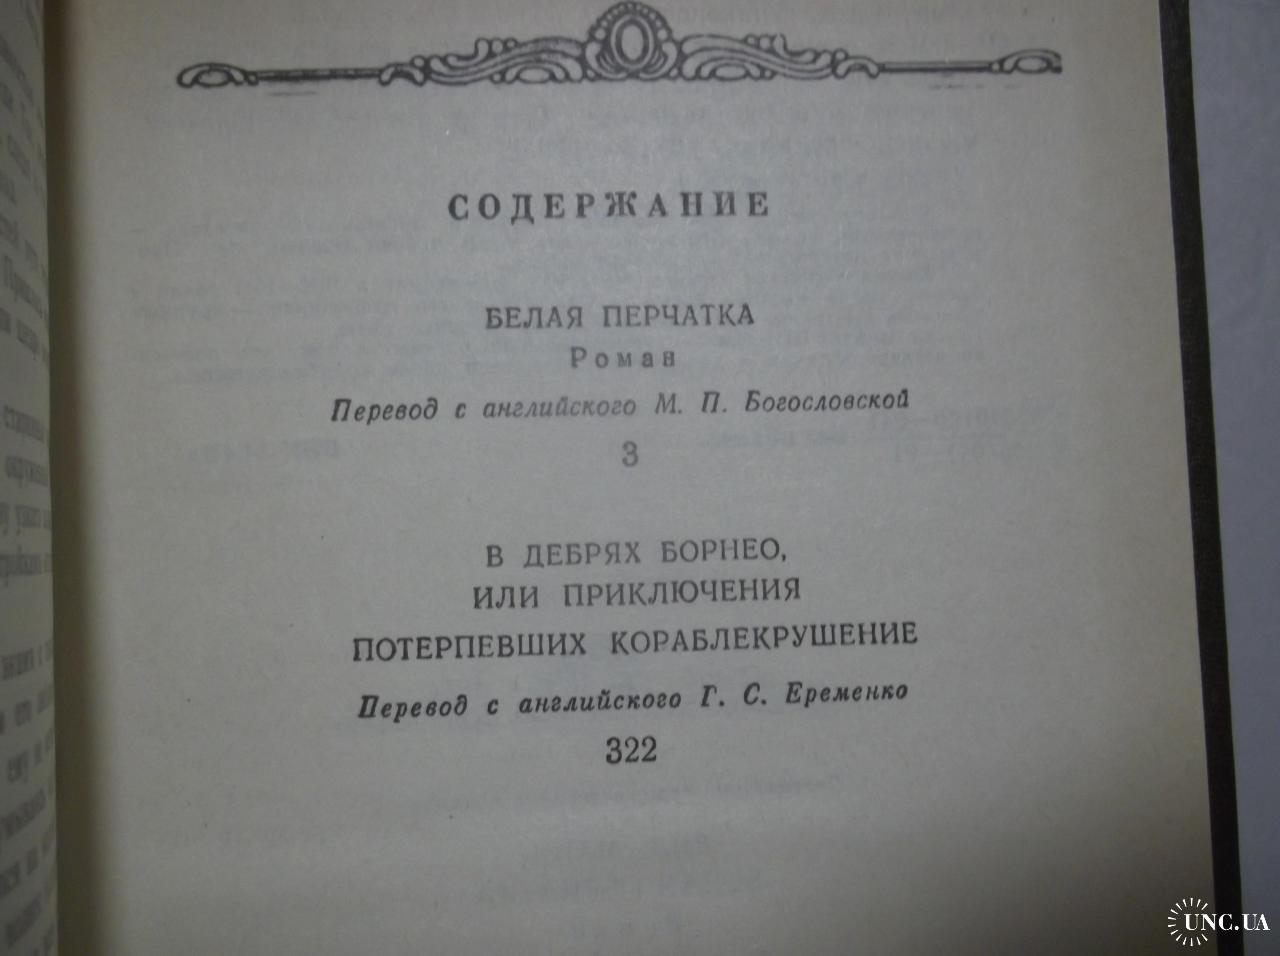 СОДЕРЖАНИЕ
БЕЛАЯ ПЕРЧАТКА
Роман
Перевод с английского М. П. Богословской
3
В ДЕБРЯХ БОРНЕО,
ИЛИ ПРИКЛЮЧЕНИЯ
ПОТЕРПЕВШИХ КОРАБЛЕКРУШЕНИЕ
Перевод с английского Г. С. Еременко
322
UNC.UA